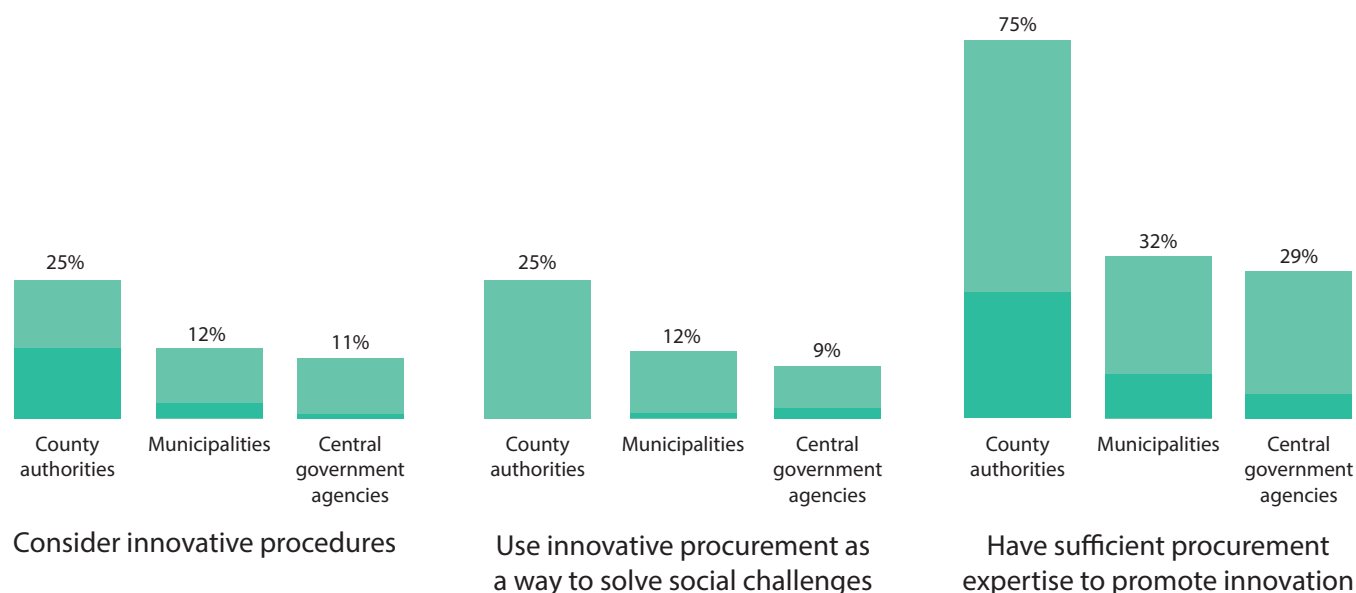 25%
12%
11%
County
authorities
Municipalities
Central
government
agencies
Consider innovative procedures
25%
12%
9%
County
authorities
Municipalities
Central
government
agencies
Use innovative procurement as
a way to solve social challenges
75%
32%
29%
County
authorities
Municipalities
Central
government
agencies
Have sufficient procurement
expertise to promote innovation